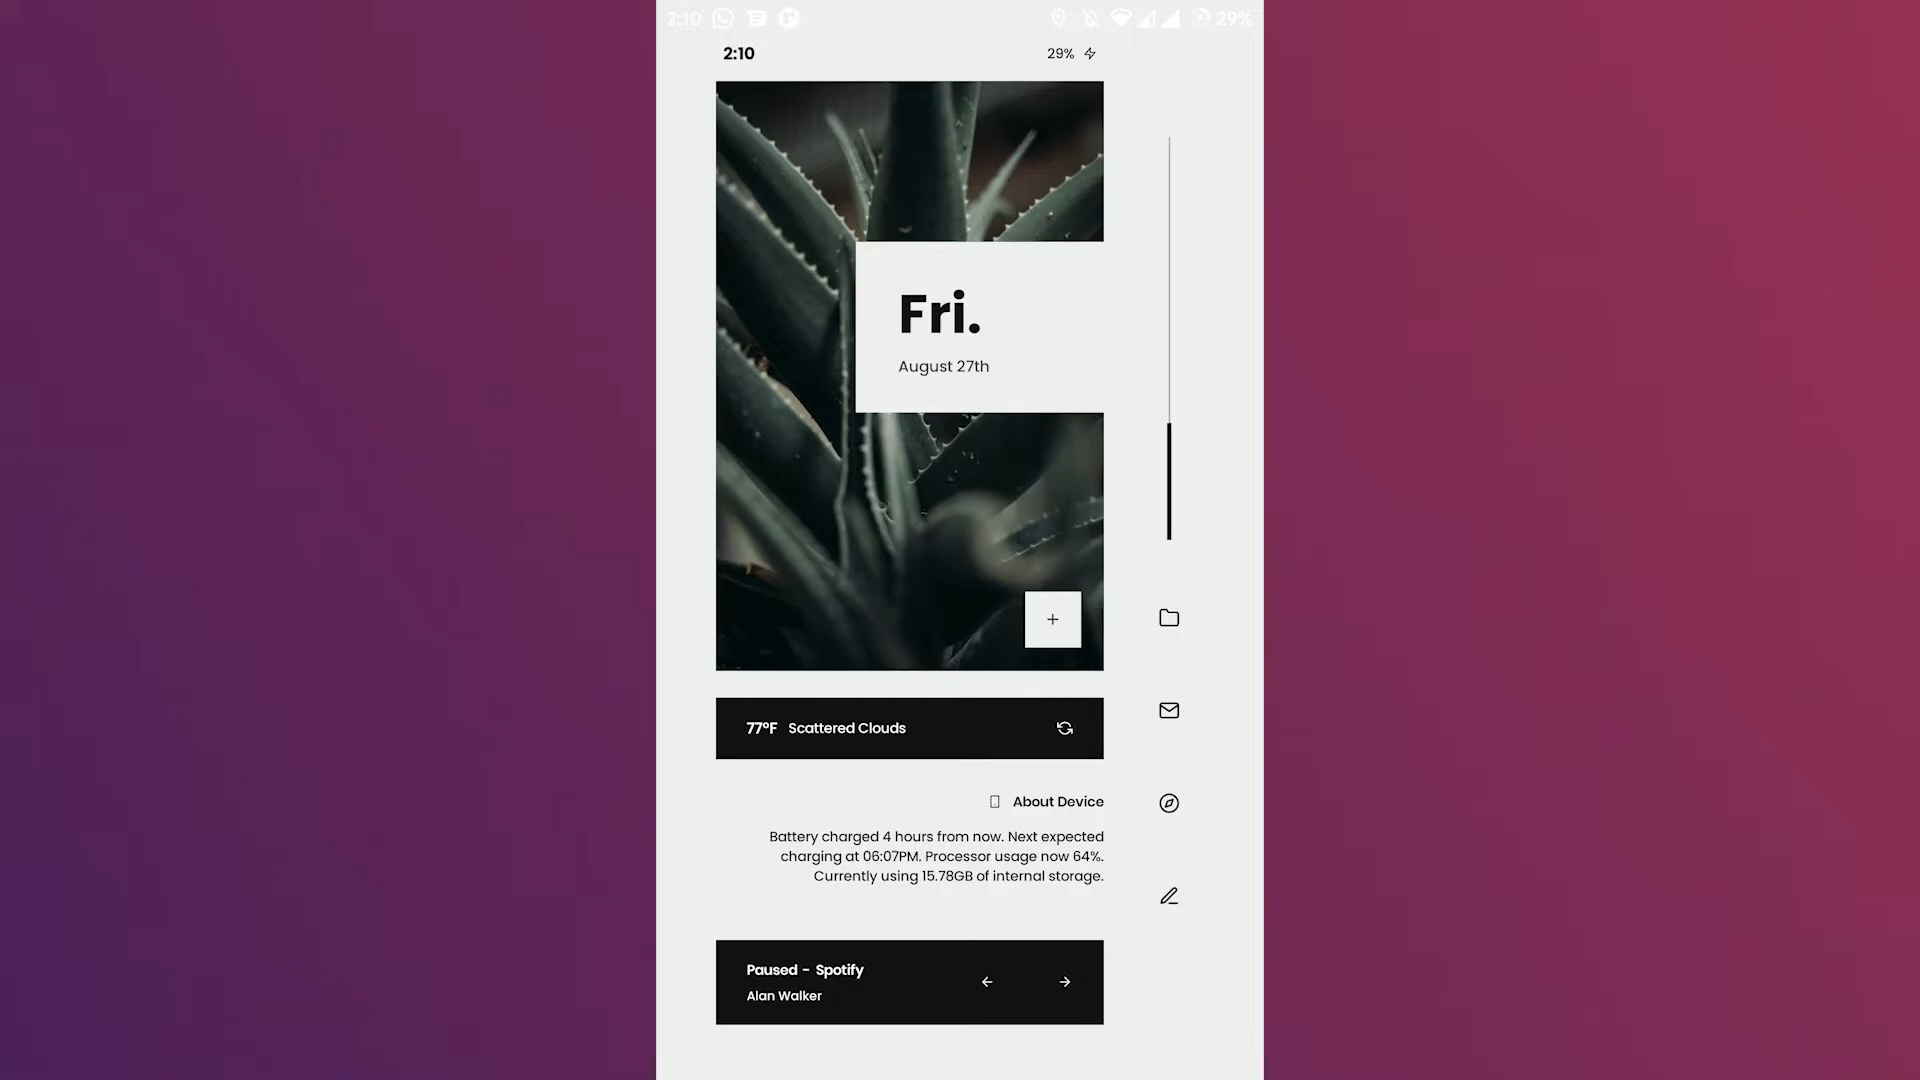 2:10
29%
2:10
29%
Fri.
August 27th
+
77°F Scattered Clouds
About Device
Battery charged 4 hours from now. Next expected
charging at 06:07PM. Processor usage now 64%.
Currently using 15.78GB of internal storage.
Paused - Spotify
Alan Walker